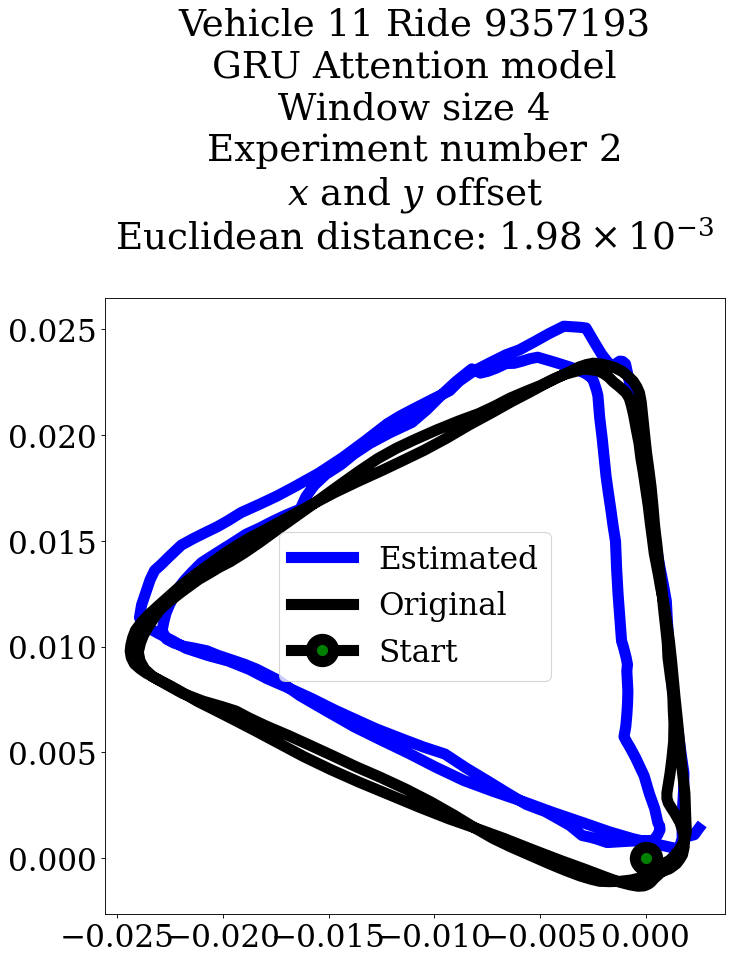 Vehicle 11 Ride 9357193
GRU Attention model
Window size 4
Experiment number 2
x and y offset
Euclidean distance: 1.98 × 10⁻³
0.025
0.020
0.015
0.010
0.005
0.000
Estimated
Original
Start
−0.025 −0.020 −0.015 −0.010 −0.005 0.000